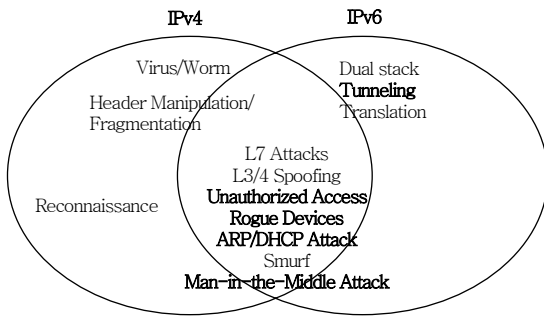 IPv4
IPv6
Virus/Worm
Header Manipulation/
Fragmentation
Reconnaissance
Dual stack
Tunneling
Translation
L7 Attacks
L3/4 Spoofing
Unauthorized Access
Rogue Devices
ARP/DHCP Attack
Smurf
Man-in-the-Middle Attack